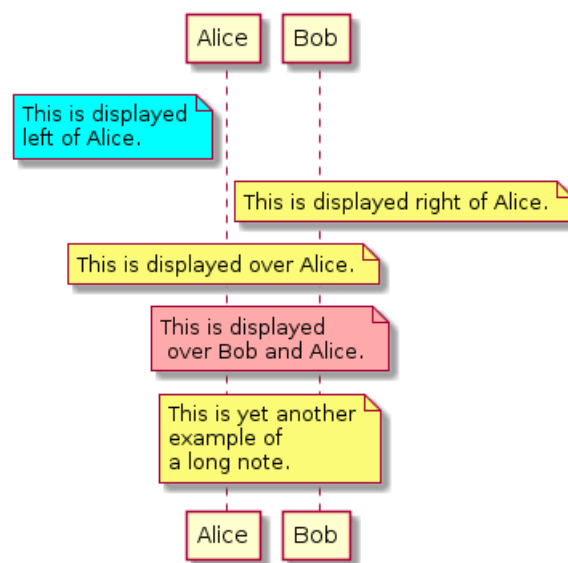 Alice
Bob
This is displayed
left of Alice.
This is displayed right of Alice.
This is displayed over Alice.
This is displayed
over Bob and Alice.
This is yet another
example of
a long note.
Alice
Bob